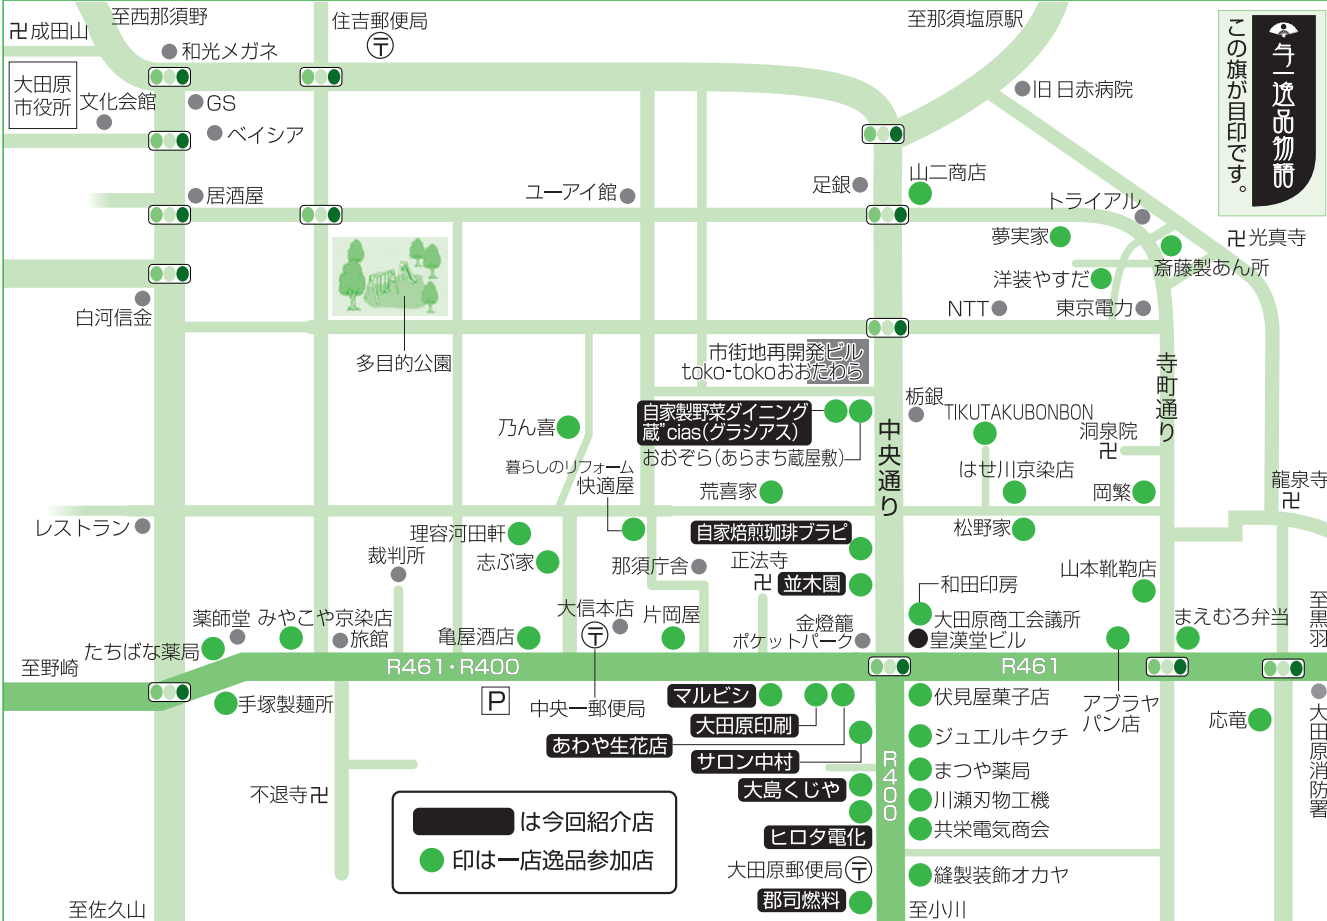 卍成田山
至西那須野
住吉郵便局
〒
至那須塩原駅
与一逸品物語
この旗が目印です。
和光メガネ
大田原
市役所
文化会館
GS
ベイシア
旧日赤病院
居酒屋
ユーアイ館
足銀
山二商店
トライアル
夢実家
卍光真寺
斎藤製あん所
洋装やすだ
白河信金
NTT
東京電力
多目的公園
市街地再開発ビル
toko-tokoおおたわら
寺町通り
栃銀
TIKUTAKUBONBON
自家製野菜ダイニング
蔵"cias(グラシアス)
おおぞら(あらまち蔵屋敷)
中央通り
乃ん喜
洞泉院
卍
暮らしのリフォーム
快適屋
はせ川京染店
荒喜家
岡繁
龍泉寺
卍
レストラン
理容河田軒
自家焙煎珈琲ブラピ
松野家
裁判所
志ぶ家
那須庁舎
正法寺
卍
並木園
和田印房
山本靴鞄店
薬師堂
みやこや京染店
大信本店
〒
片岡屋
金燈籠
ポケットパーク
大田原商工会議所
皇漢堂ビル
まえむろ弁当
至黒羽
たちばな薬局
旅館
亀屋酒店
至野崎
R461・R400
R461
手塚製麺所
P
中央一郵便局
マルビシ
大田原印刷
あわや生花店
サロン中村
伏見屋菓子店
アブラヤ
パン店
応竜
大田原消防署
ジュエルキクチ
R400
まつや薬局
大島くじや
川瀬刃物工機
不退寺卍
は今回紹介店
印は一店逸品参加店
ヒロタ電化
共栄電気商会
大田原郵便局〒
縫製装飾オカヤ
郡司燃料
至佐久山
至小川